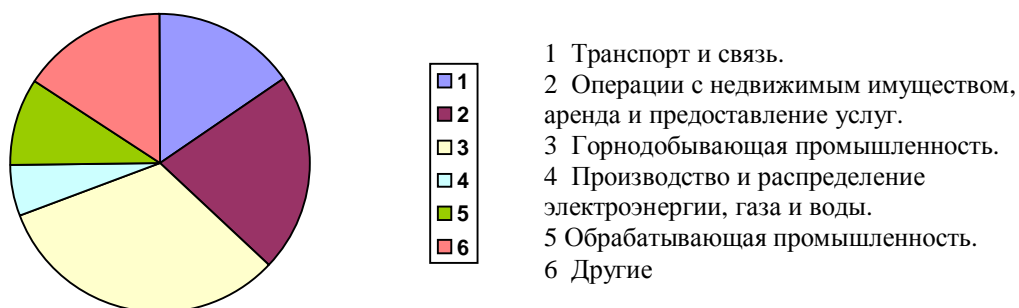 1
2
3
4
5
6
1 Транспорт и связь.
2 Операции с недвижимым имуществом,
аренда и предоставление услуг.
3 Горнодобывающая промышленность.
4 Производство и распределение
электроэнергии, газа и воды.
5 Обрабатывающая промышленность.
6 Другие